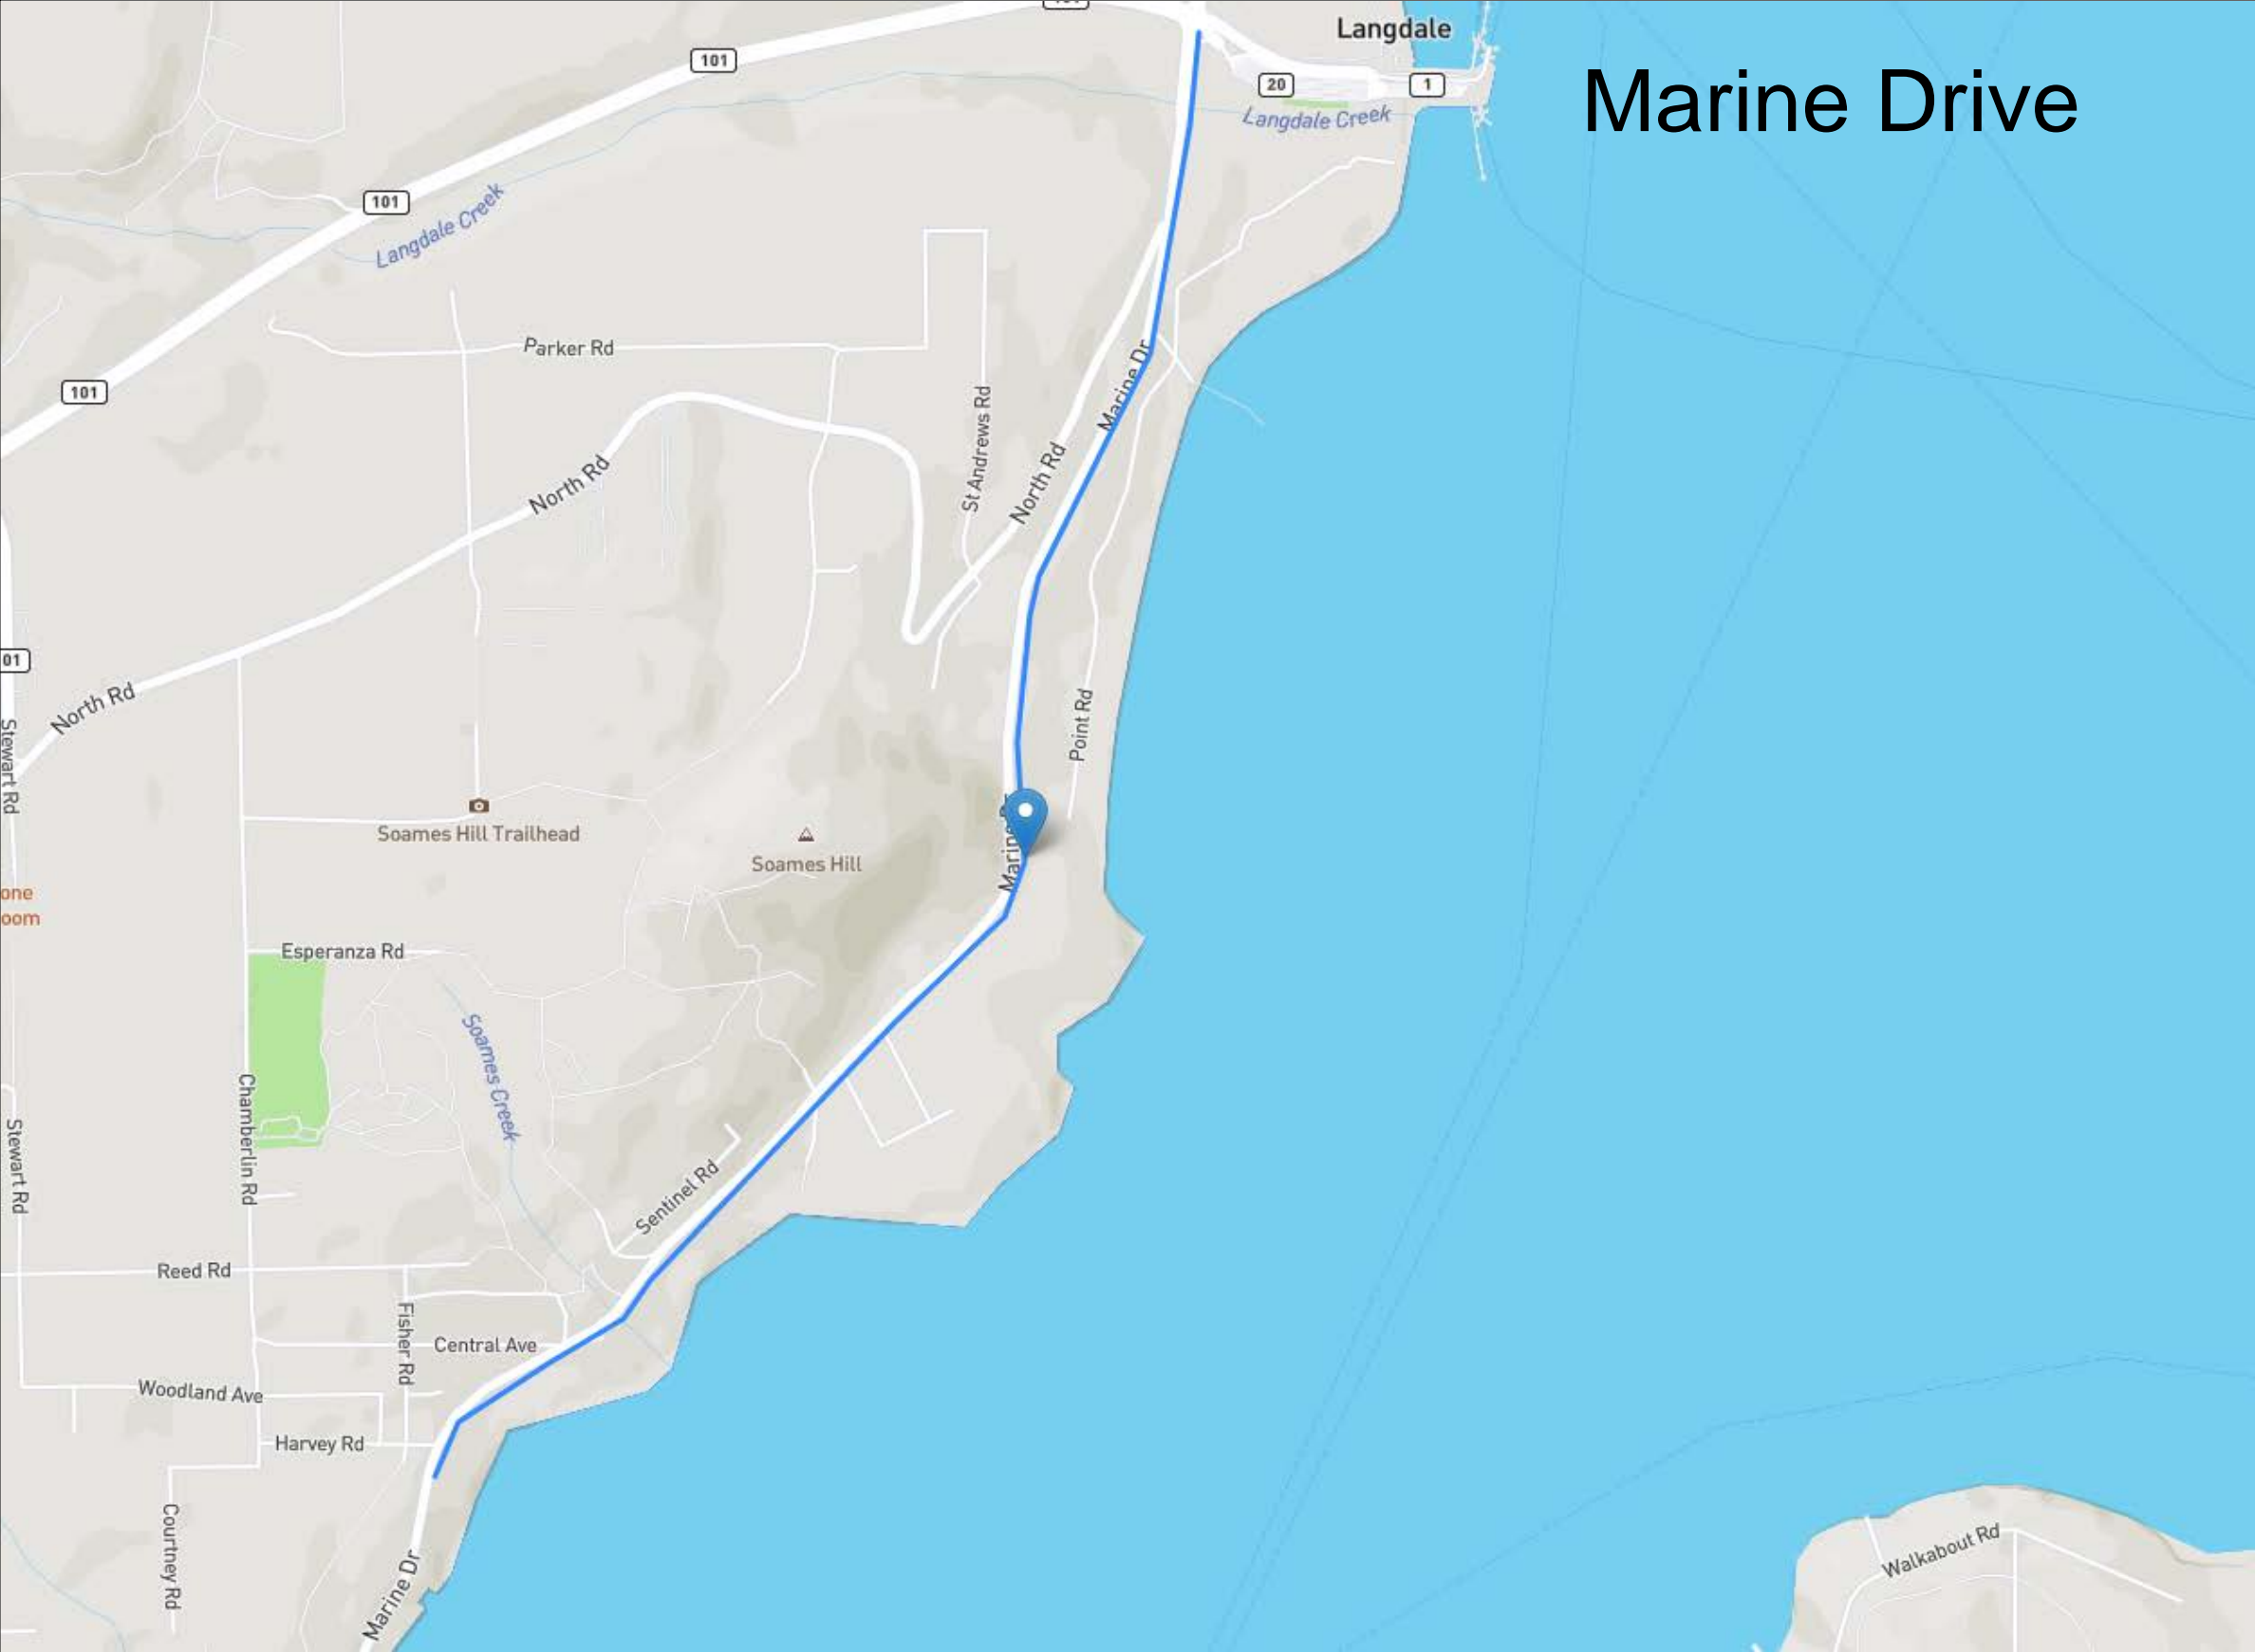 101
Langdale
101
20
1
Marine Drive
Langdale Creek
101
Langdale Creek
Parker Rd
Marine Dr
101
St Andrews Rd
North Rd
North Rd
01
North Rd
Point Rd
Stewart Rd
Soames Hill Trailhead
Soames Hill
one
oom
Esperanza Rd
Soames Creek
Chamberlin Rd
Stewart Rd
Sentinel Rd
Reed Rd
Fisher Rd
Central Ave
Woodland Ave
Harvey Rd
Courtney Rd
Marine Dr
Walkabout Rd